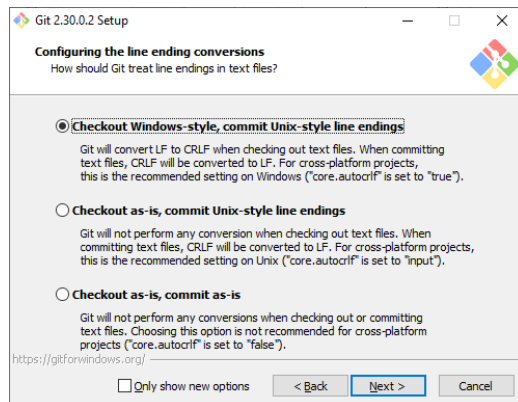 Git 2.30.0.2 Setup
Configuring the line ending conversions
How should Git treat line endings in text files?
Checkout Windows-style, commit Unix-style line endings
Git will convert LF to CRLF when checking out text files. When committing
text files, CRLF will be converted to LF. For cross-platform projects,
this is the recommended setting on Windows ("core.autocrlf" is set to "true").
Checkout as-is, commit Unix-style line endings
Git will not perform any conversion when checking out text files. When
committing text files, CRLF will be converted to LF. For cross-platform projects,
this is the recommended setting on Unix ("core.autocrlf" is set to "input").
Checkout as-is, commit as-is
Git will not perform any conversions when checking out or committing
text files. Choosing this option is not recommended for cross-platform
projects ("core.autocrlf" is set to "false").
https://gitforwindows.org/
Only show new options
< Back
Next >
Cancel